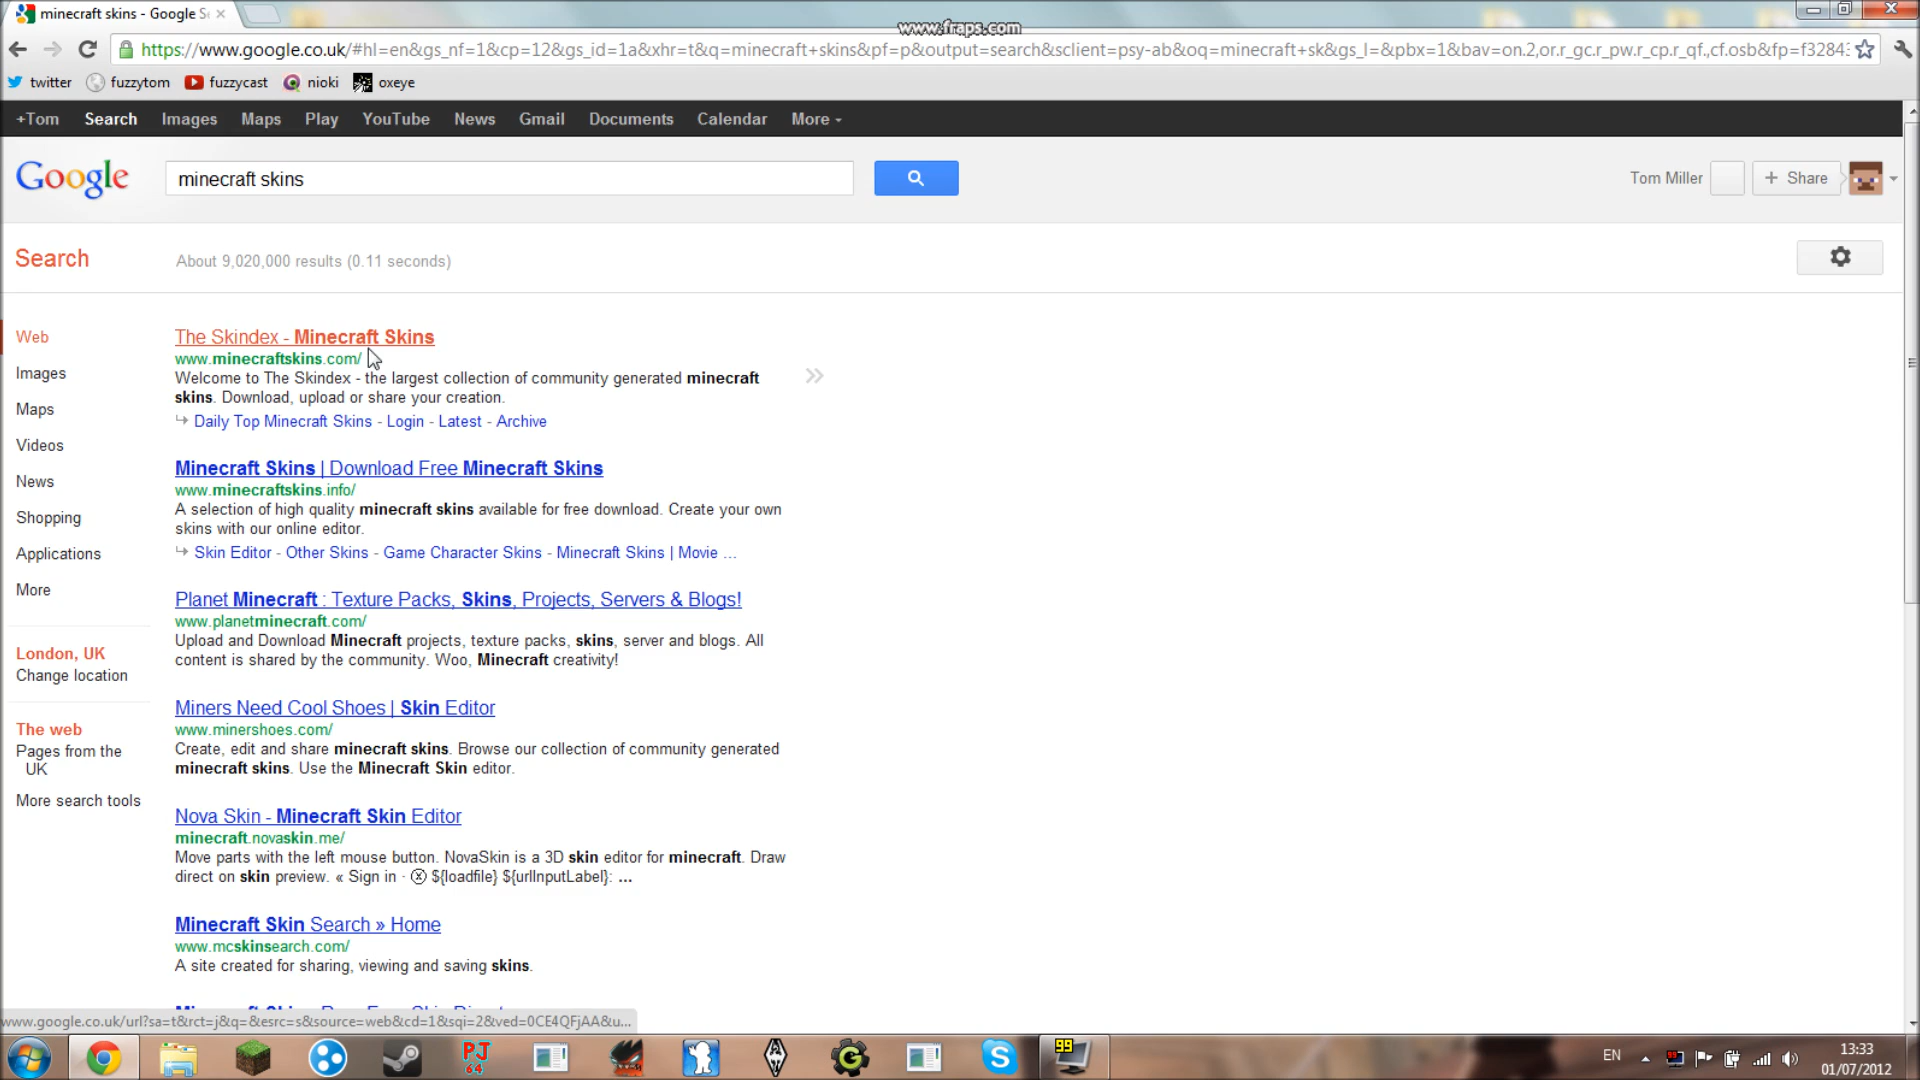 minecraft skins - Google S
www.fraps.com
https://www.google.co.uk/#hl=en&gs_nf=1&cp=12&gs_id=1a&xhr=t&q=minecraft+skins&pf=p&output=search&sclient=psy-ab&oq=minecraft+sk&gs_l=&pbx=1&bav=on.2,or.r_gc.r_pw.r_cp.r_qf.,cf.osb&fp=f32843
twitter fuzzytom fuzzycast nioki oxeye
+Tom Search Images Maps Play YouTube News Gmail Documents Calendar More
Google minecraft skins Tom Miller + Share
Search About 9,020,000 results (0.11 seconds)
Web
Images
Maps
Videos
News
Shopping
Applications
More
London, UK
Change location
The web
Pages from the
UK
More search tools
The Skindex - Minecraft Skins
www.minecraftskins.com/
Welcome to The Skindex - the largest collection of community generated minecraft
skins. Download, upload or share your creation.
Daily Top Minecraft Skins - Login - Latest - Archive
Minecraft Skins | Download Free Minecraft Skins
www.minecraftskins.info/
A selection of high quality minecraft skins available for free download. Create your own
skins with our online editor.
Skin Editor - Other Skins - Game Character Skins - Minecraft Skins | Movie ...
Planet Minecraft : Texture Packs, Skins, Projects, Servers & Blogs!
www.planetminecraft.com/
Upload and Download Minecraft projects, texture packs, skins, server and blogs. All
content is shared by the community. Woo, Minecraft creativity!
Miners Need Cool Shoes | Skin Editor
www.minershoes.com/
Create, edit and share minecraft skins. Browse our collection of community generated
minecraft skins. Use the Minecraft Skin editor.
Nova Skin - Minecraft Skin Editor
minecraft.novaskin.me/
Move parts with the left mouse button. NovaSkin is a 3D skin editor for minecraft. Draw
direct on skin preview. « Sign in · ⓧ ${loadfile} ${urlInputLabel}: ...
Minecraft Skin Search » Home
www.mcskinsearch.com/
A site created for sharing, viewing and saving skins.
www.google.co.uk/url?sa=t&rct=j&q=&esrc=s&source=web&cd=1&sqi=2&ved=0CE4QFjAA&u...
PJ
64
99
EN
13:33
01/07/2012